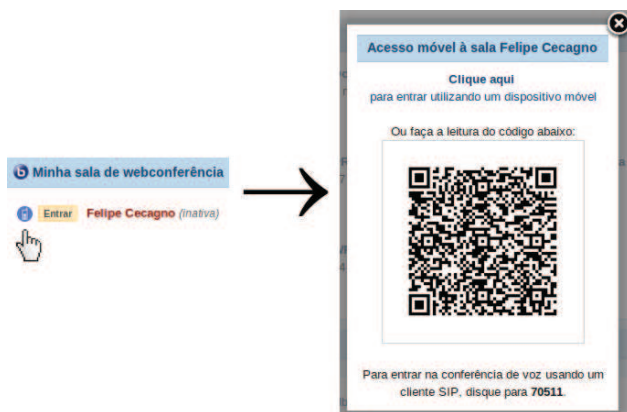 Minha sala de webconferência
Entrar Felipe Cecagno (inativa)
Acesso móvel à sala Felipe Cecagno
Clique aqui
para entrar utilizando um dispositivo móvel
Ou faça a leitura do código abaixo:
Para entrar na conferência de voz usando um
cliente SIP, disque para 70511.